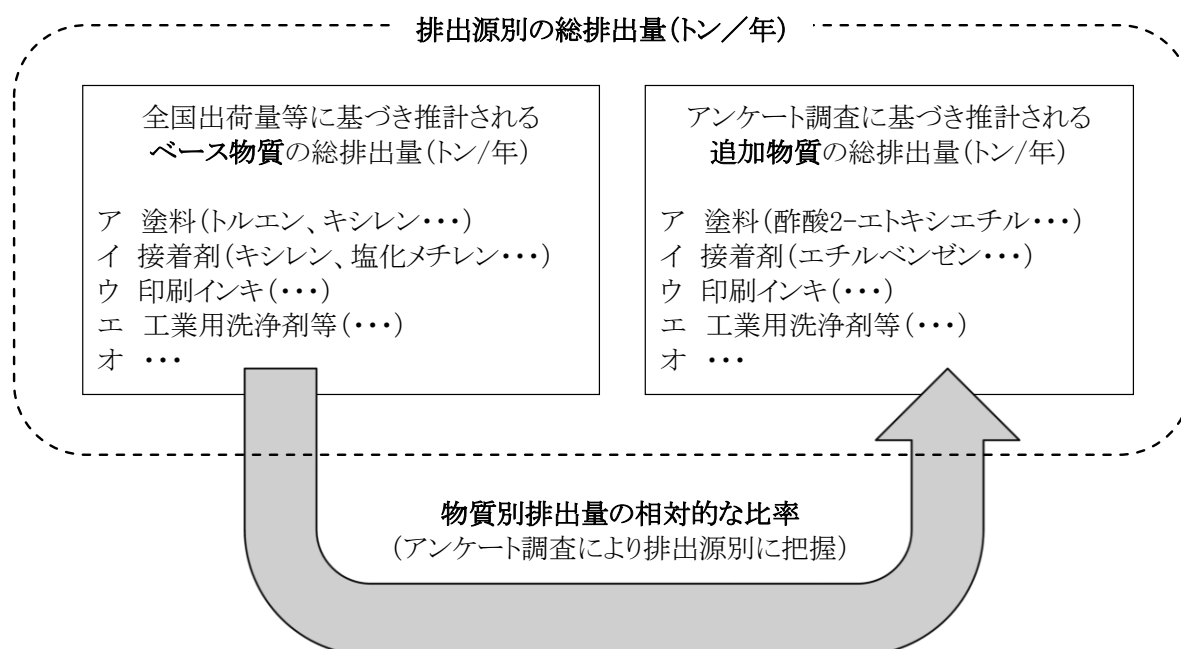 排出源別の総排出量(トン／年)
全国出荷量等に基づき推計される
ベース物質の総排出量(トン/年)
ア 塗料(トルエン、キシレン・・・)
イ 接着剤(キシレン、塩化メチレン・・・)
ウ 印刷インキ(・・・)
エ 工業用洗浄剤等(・・・)
オ ・・・
アンケート調査に基づき推計される
追加物質の総排出量(トン/年)
ア 塗料(酢酸2-エトキシエチル・・・)
イ 接着剤(エチルベンゼン・・・)
ウ 印刷インキ(・・・)
エ 工業用洗浄剤等(・・・)
オ ・・・
物質別排出量の相対的な比率
(アンケート調査により排出源別に把握)